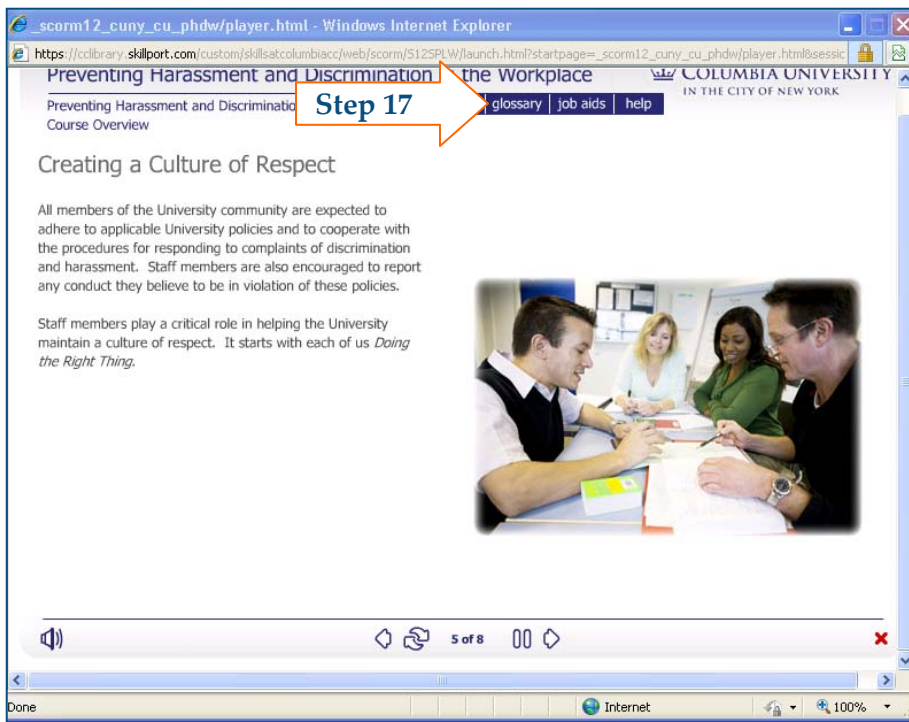 _scorm12_cuny_cu_phdw/player.html - Windows Internet Explorer
https://cclibrary.skillport.com/custom/skillsatcolumbiacc/web/scorm/S12SPLW/launch.html?startpage=_scorm12_cuny_cu_phdw/player.html&sessic
Preventing Harassment and Discrimination the Workplace
COLUMBIA UNIVERSITY
IN THE CITY OF NEW YORK
Preventing Harassment and Discriminatio
Step 17
glossary | job aids | help
Course Overview
Creating a Culture of Respect
All members of the University community are expected to
adhere to applicable University policies and to cooperate with
the procedures for responding to complaints of discrimination
and harassment. Staff members are also encouraged to report
any conduct they believe to be in violation of these policies.
Staff members play a critical role in helping the University
maintain a culture of respect. It starts with each of us Doing
the Right Thing.
5 of 8
Done
Internet
100%